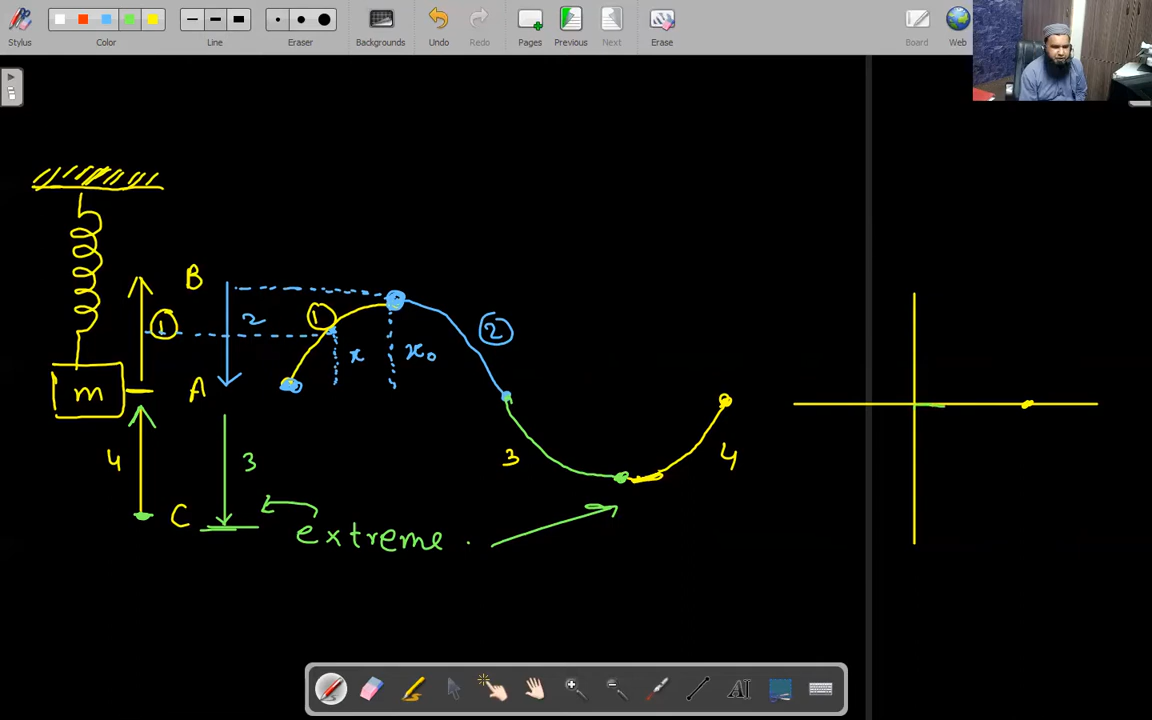 Stylus
Color
Line
Eraser
Backgrounds
Undo
Redo
Pages
Previous
Next
Erase
Board
Web
B
1
2
1
2
x
x₀
m
A
4
3
3
4
C
extreme